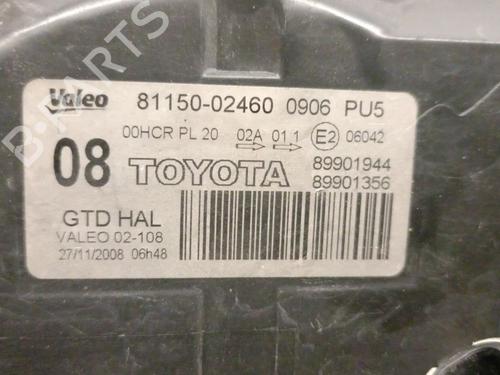 Valeo 81150-02460 0906 PU5
00HCR PL 20 02A 01 1 E2 06042
08 TOYOTA 89901944
89901356
GTD HAL
VALEO 02-108
27/11/2008 06h48
B-PARTS